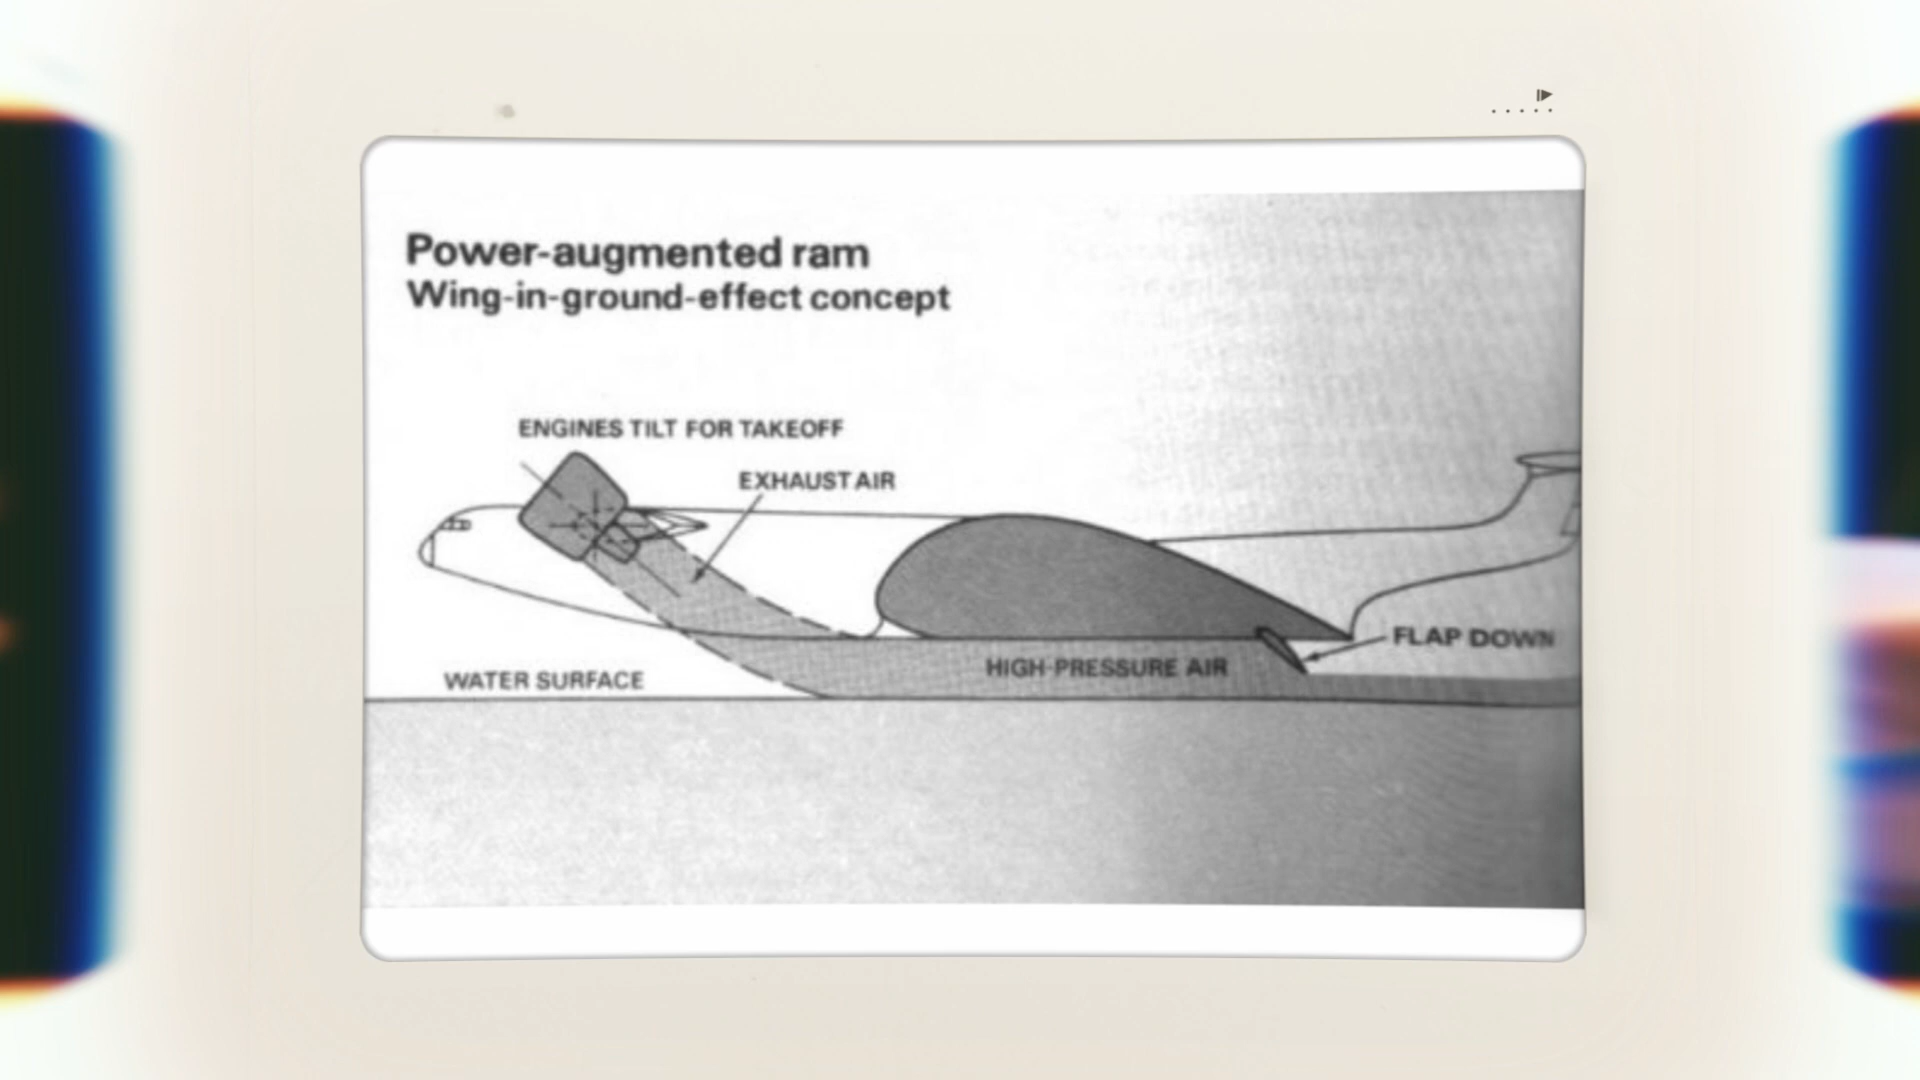 Power-augmented ram
Wing-in-ground-effect concept
ENGINES TILT FOR TAKEOFF
EXHAUST AIR
FLAP DOWN
HIGH-PRESSURE AIR
WATER SURFACE